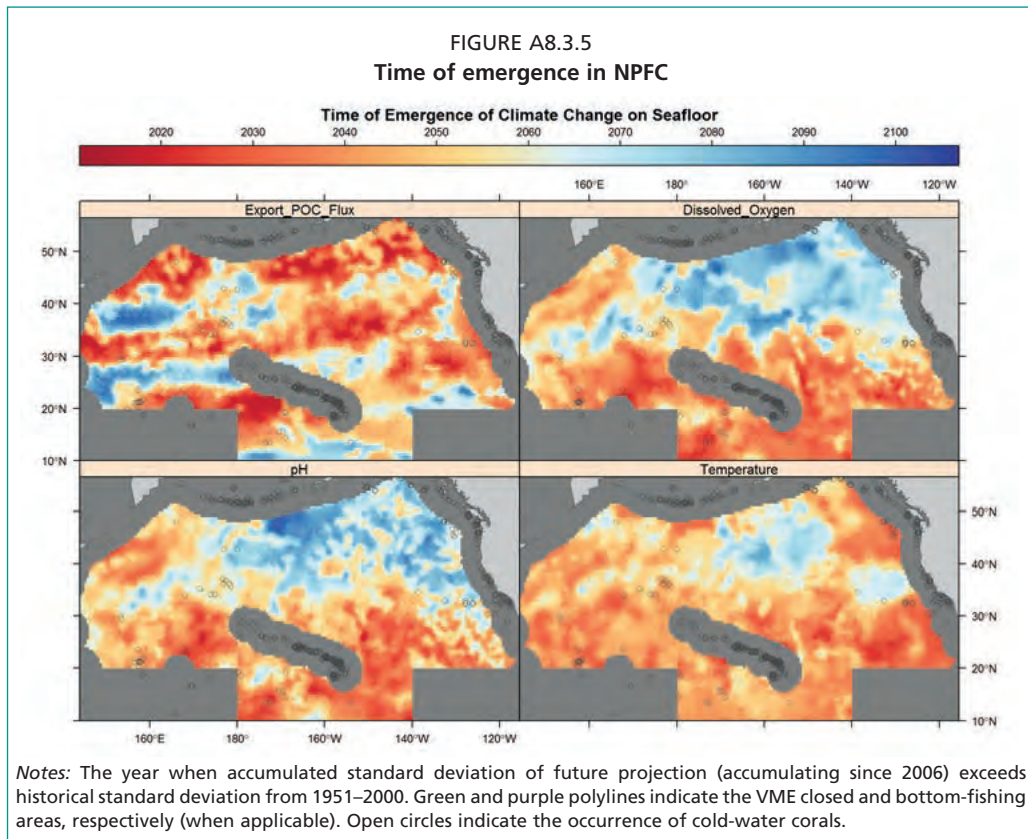 FIGURE A8.3.5
Time of emergence in NPFC
Time of Emergence of Climate Change on Seafloor
2020 2030 2040 2050 2060 2070 2080 2090 2100
160°E 180° 160°W 140°W 120°W
Export_POC_Flux Dissolved_Oxygen
50°N
40°N
30°N
20°N
10°N
pH Temperature
50°N
40°N
30°N
20°N
10°N
160°E 180° 160°W 140°W 120°W
Notes: The year when accumulated standard deviation of future projection (accumulating since 2006) exceeds
historical standard deviation from 1951–2000. Green and purple polylines indicate the VME closed and bottom-fishing
areas, respectively (when applicable). Open circles indicate the occurrence of cold-water corals.